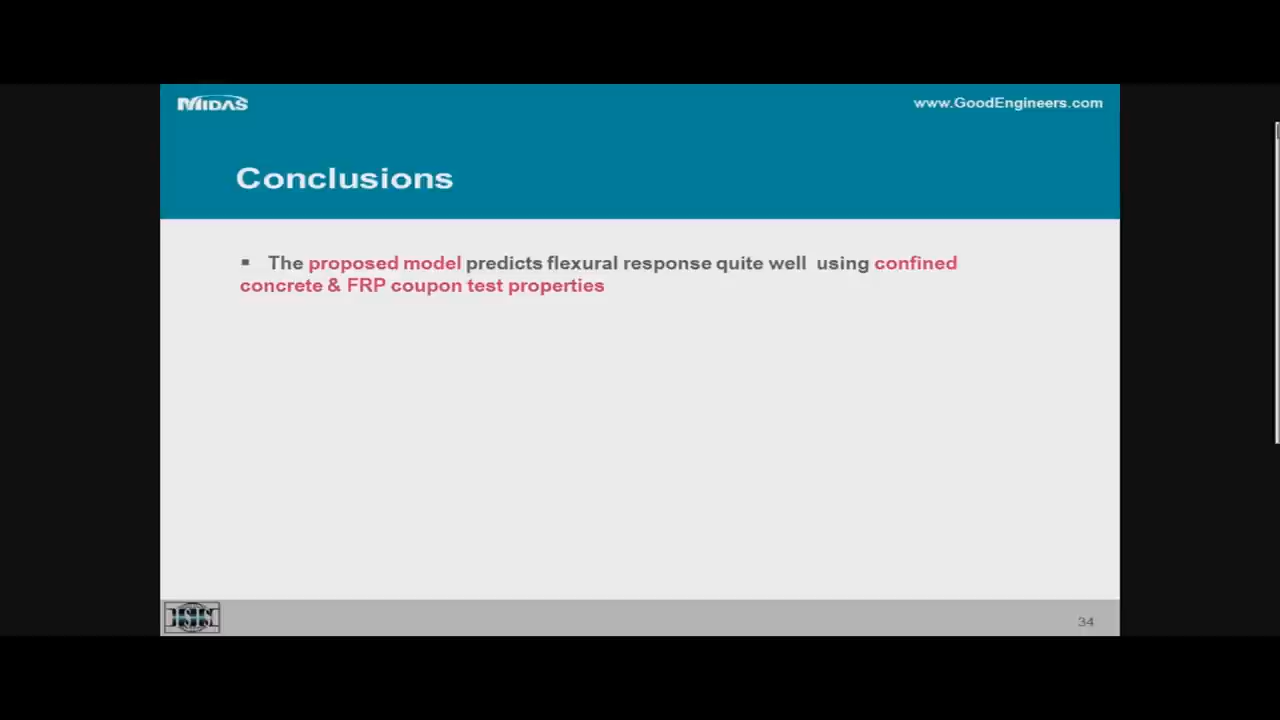 MIDAS
www.GoodEngineers.com
Conclusions
▪ The proposed model predicts flexural response quite well using confined
concrete & FRP coupon test properties
ISIS
34